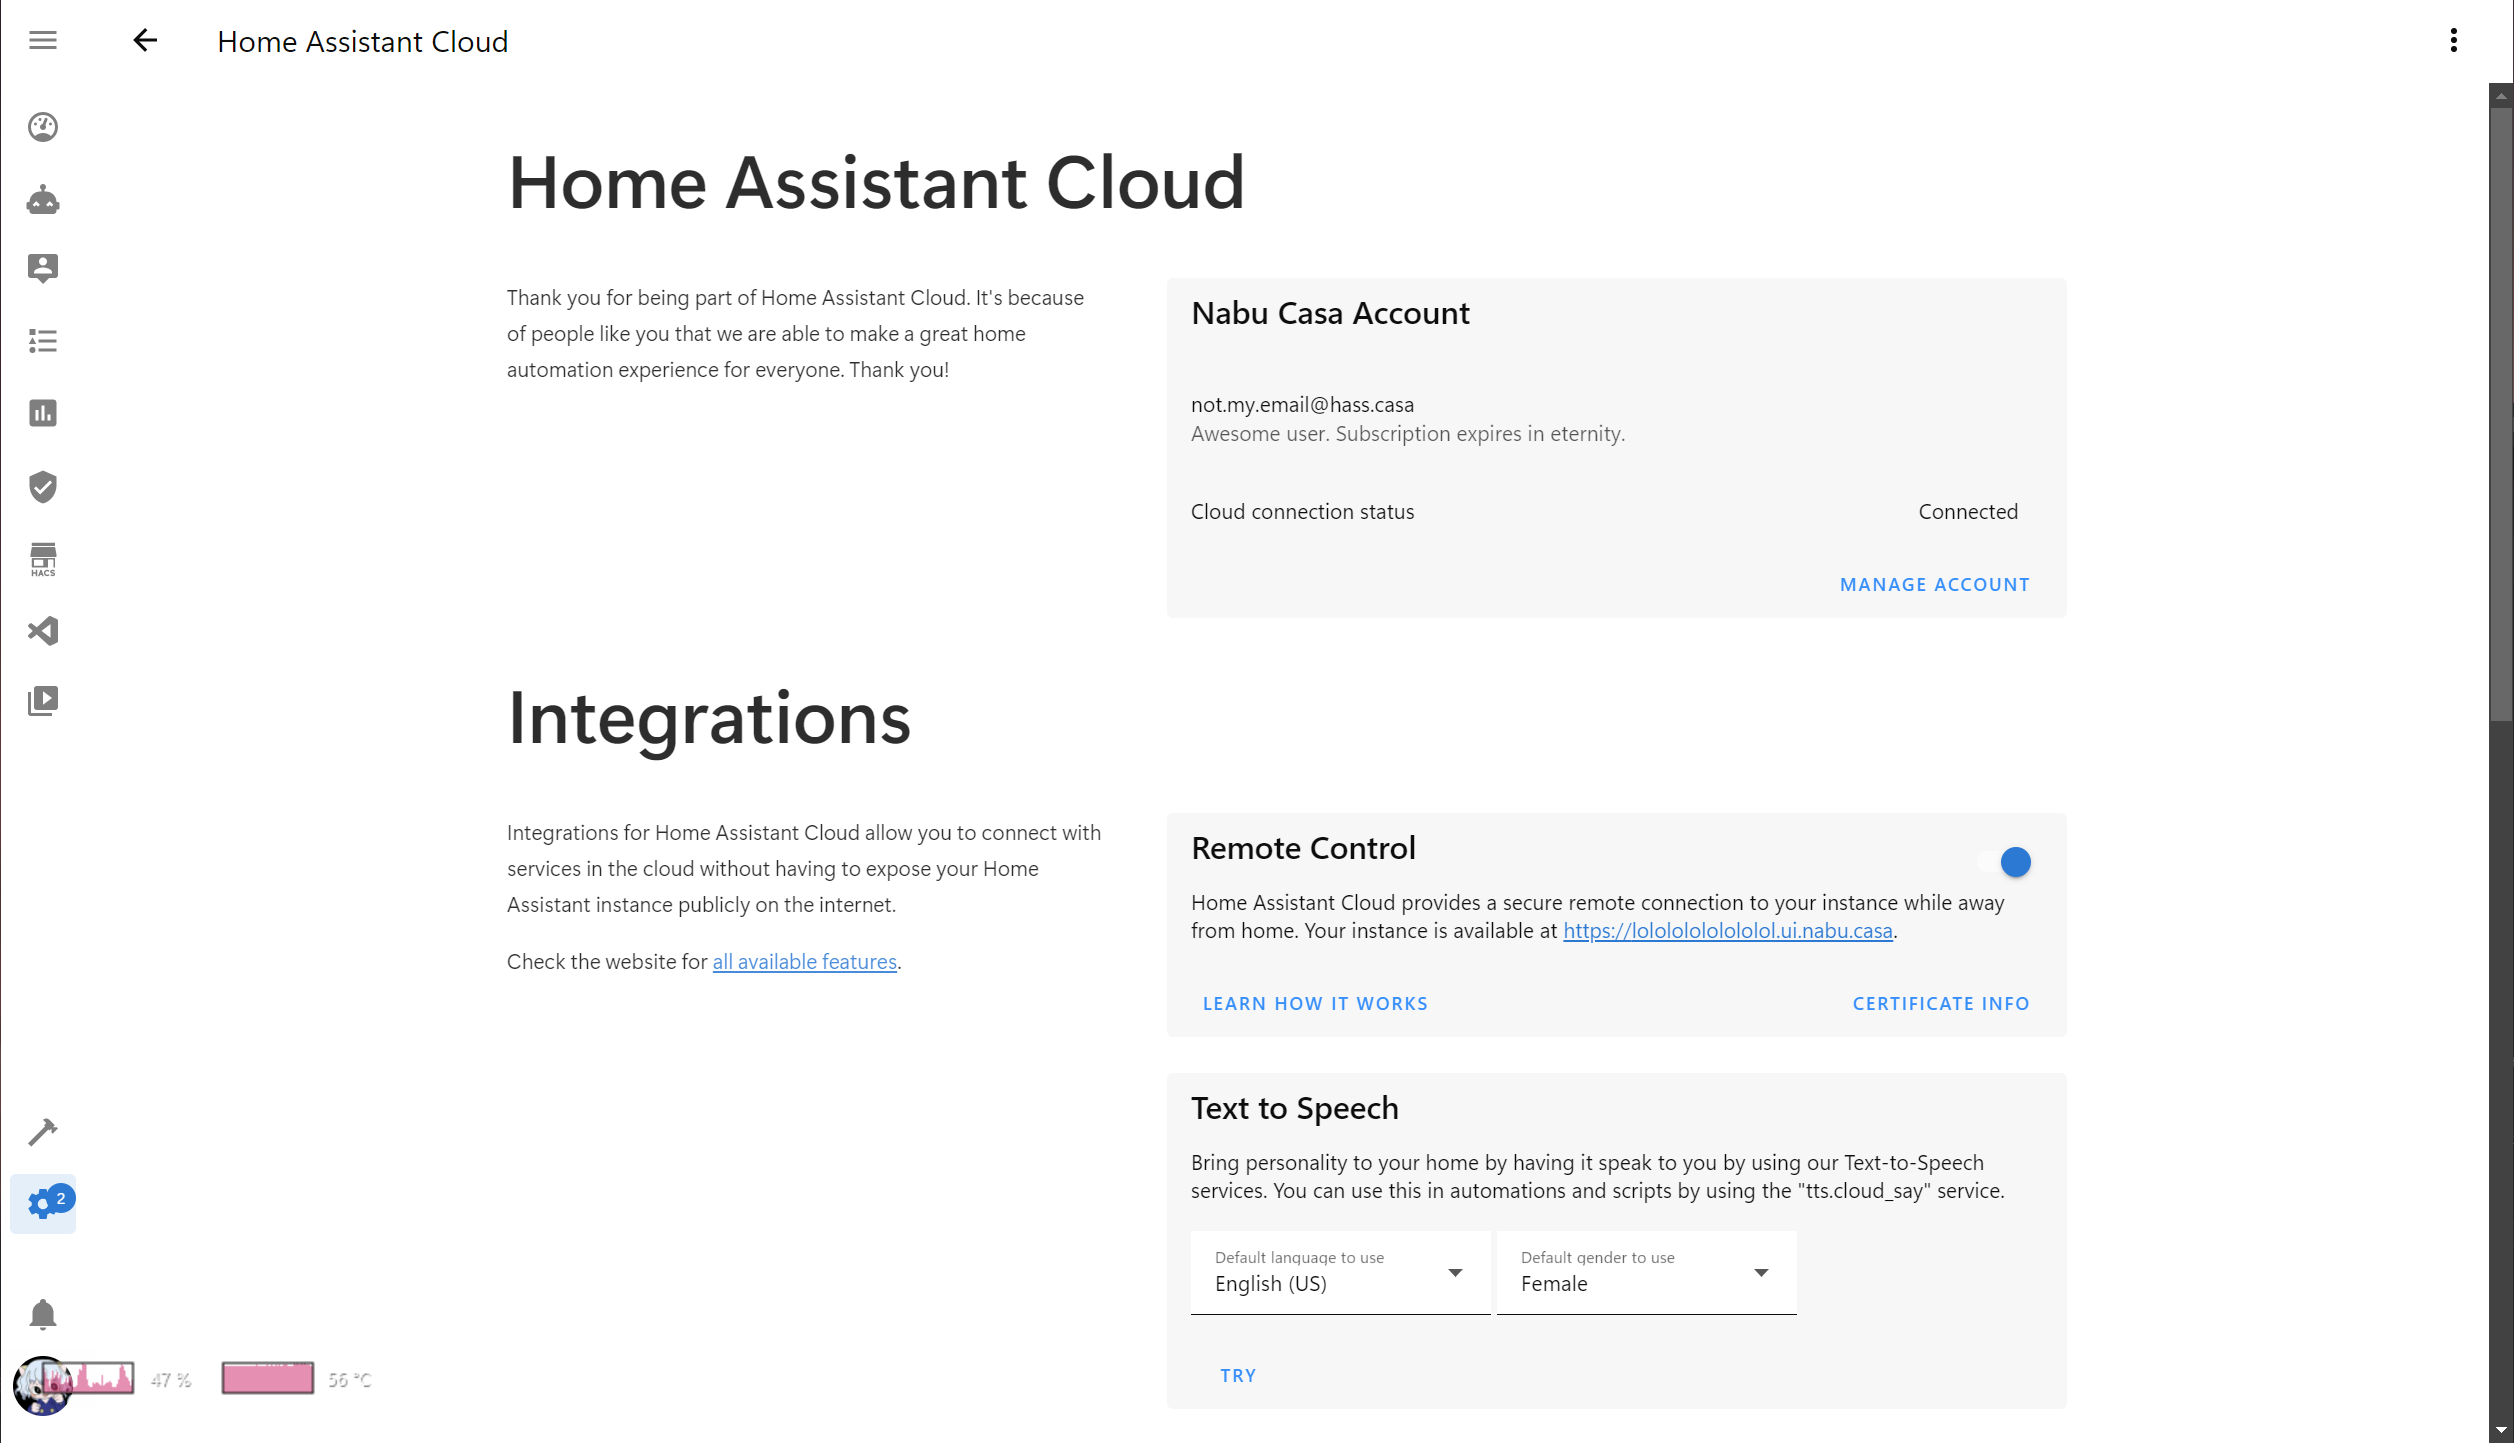 Home Assistant Cloud
Home Assistant Cloud
Thank you for being part of Home Assistant Cloud. It's because
of people like you that we are able to make a great home
automation experience for everyone. Thank you!
Nabu Casa Account
not.my.email@hass.casa
Awesome user. Subscription expires in eternity.
Cloud connection status
Connected
MANAGE ACCOUNT
HACS
Integrations
Integrations for Home Assistant Cloud allow you to connect with
services in the cloud without having to expose your Home
Assistant instance publicly on the internet.
Check the website for all available features.
Remote Control
Home Assistant Cloud provides a secure remote connection to your instance while away
from home. Your instance is available at https://lolololololololol.ui.nabu.casa.
LEARN HOW IT WORKS
CERTIFICATE INFO
Text to Speech
Bring personality to your home by having it speak to you by using our Text-to-Speech
services. You can use this in automations and scripts by using the "tts.cloud_say" service.
Default language to use
English (US)
Default gender to use
Female
TRY
2
47 %
56 °C